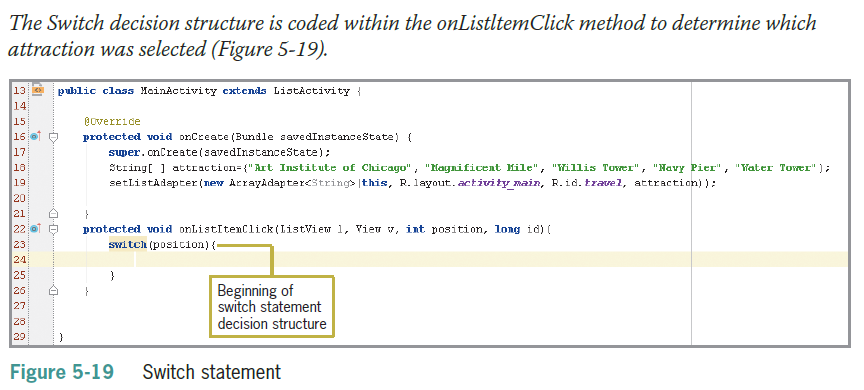 The Switch decision structure is coded within the onListItemClick method to determine which
attraction was selected (Figure 5-19).
13 public class MainActivity extends ListActivity {
14
15 @Override
16 protected void onCreate(Bundle savedInstanceState) {
17 super.onCreate(savedInstanceState);
18 String[ ] attraction={"Art Institute of Chicago", "Magnificent Mile", "Willis Tower", "Navy Pier", "Water Tower"};
19 setListAdapter(new ArrayAdapter<String>(this, R.layout.activity_main, R.id.travel, attraction));
20
21 }
22 protected void onListItemClick(ListView l, View v, int position, long id){
23 switch(position){
24
25 }
26 }
27
28
29 }
Beginning of
switch statement
decision structure
Figure 5-19 Switch statement